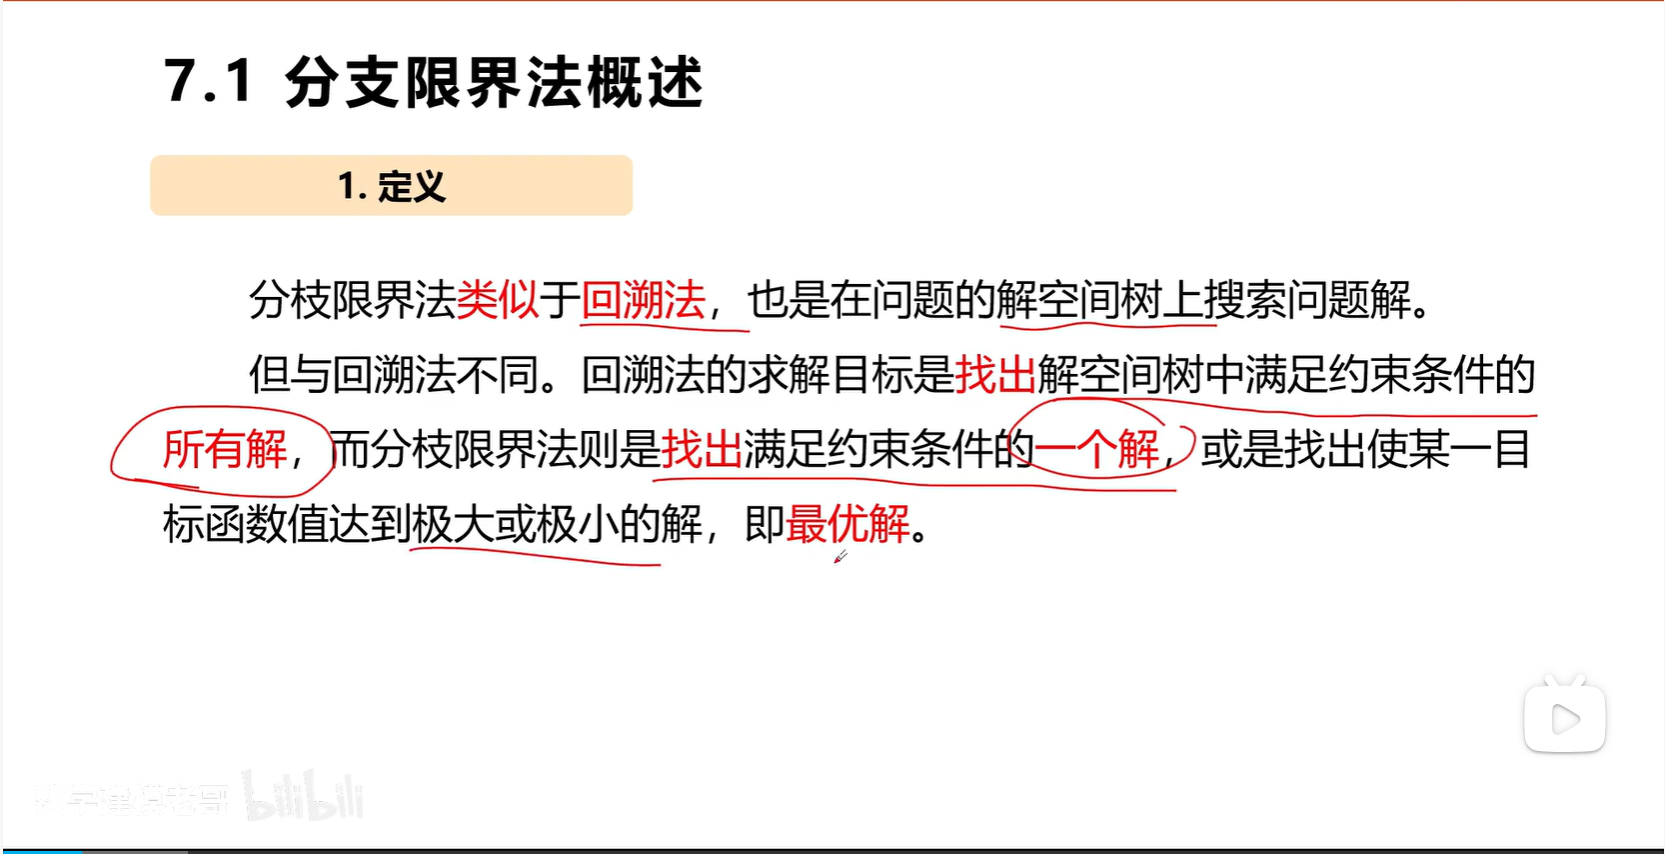 7.1 分支限界法概述
1. 定义
分枝限界法类似于回溯法，也是在问题的解空间树上搜索问题解。
但与回溯法不同。回溯法的求解目标是找出解空间树中满足约束条件的
所有解，而分枝限界法则是找出满足约束条件的一个解，或是找出使某一目
标函数值达到极大或极小的解，即最优解。
数学建模老哥 bilibili